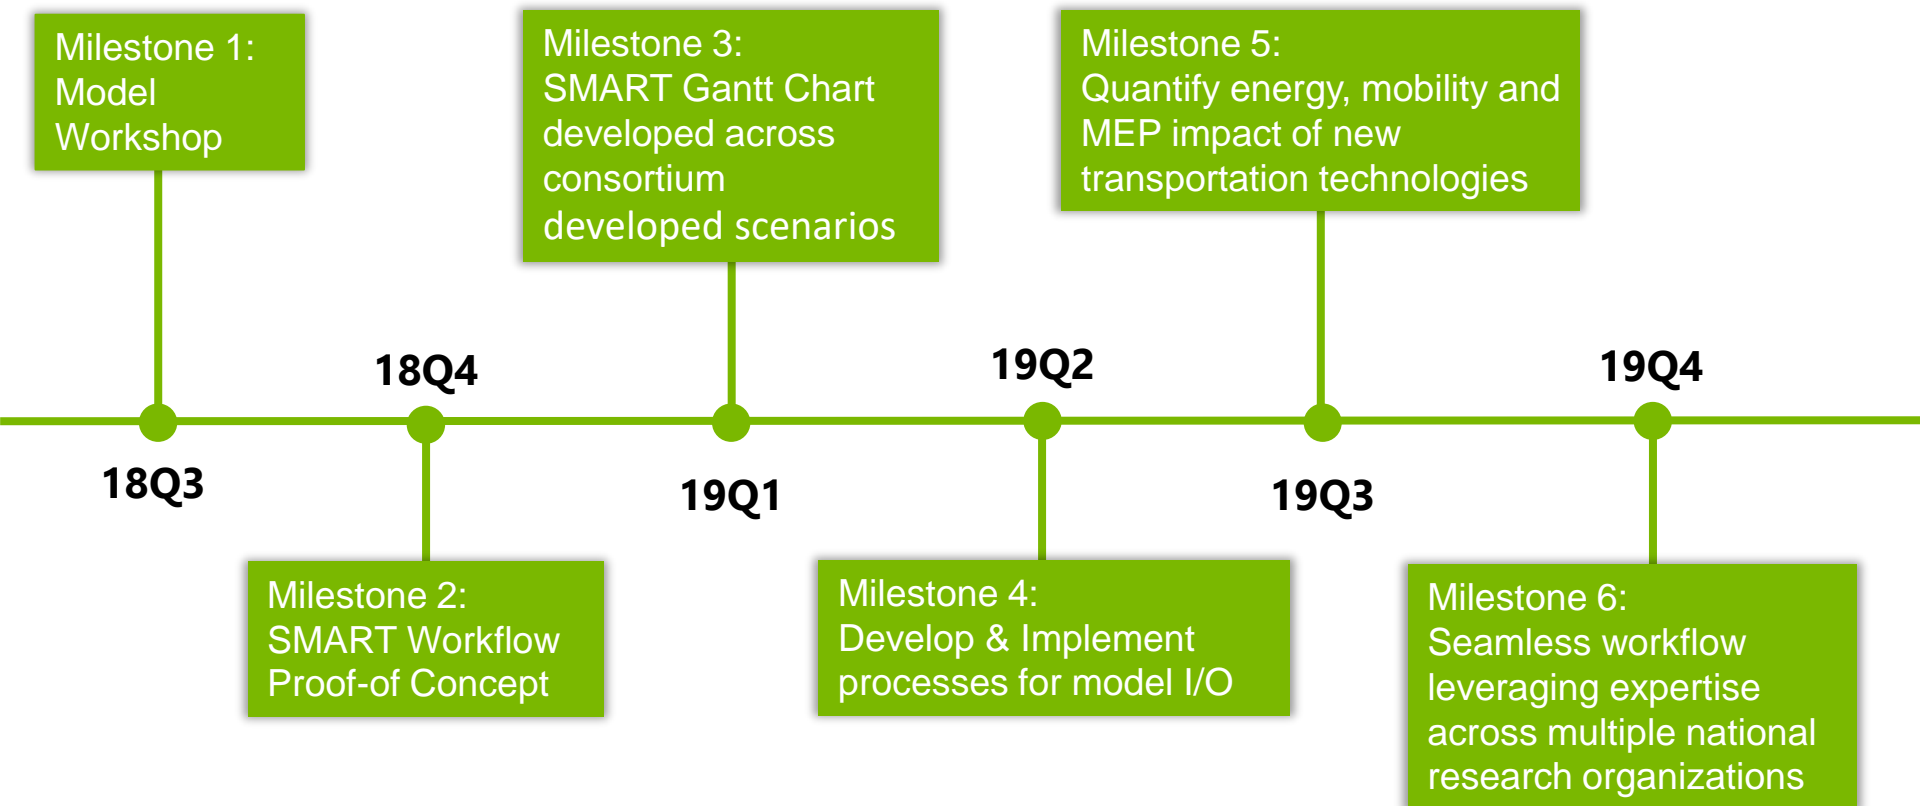 Milestone 1:
Model
Workshop
Milestone 3:
SMART Gantt Chart
developed across
consortium
developed scenarios
Milestone 5:
Quantify energy, mobility and
MEP impact of new
transportation technologies
18Q4
19Q2
19Q4
18Q3
19Q1
19Q3
Milestone 2:
SMART Workflow
Proof-of Concept
Milestone 4:
Develop & Implement
processes for model I/O
Milestone 6:
Seamless workflow
leveraging expertise
across multiple national
research organizations